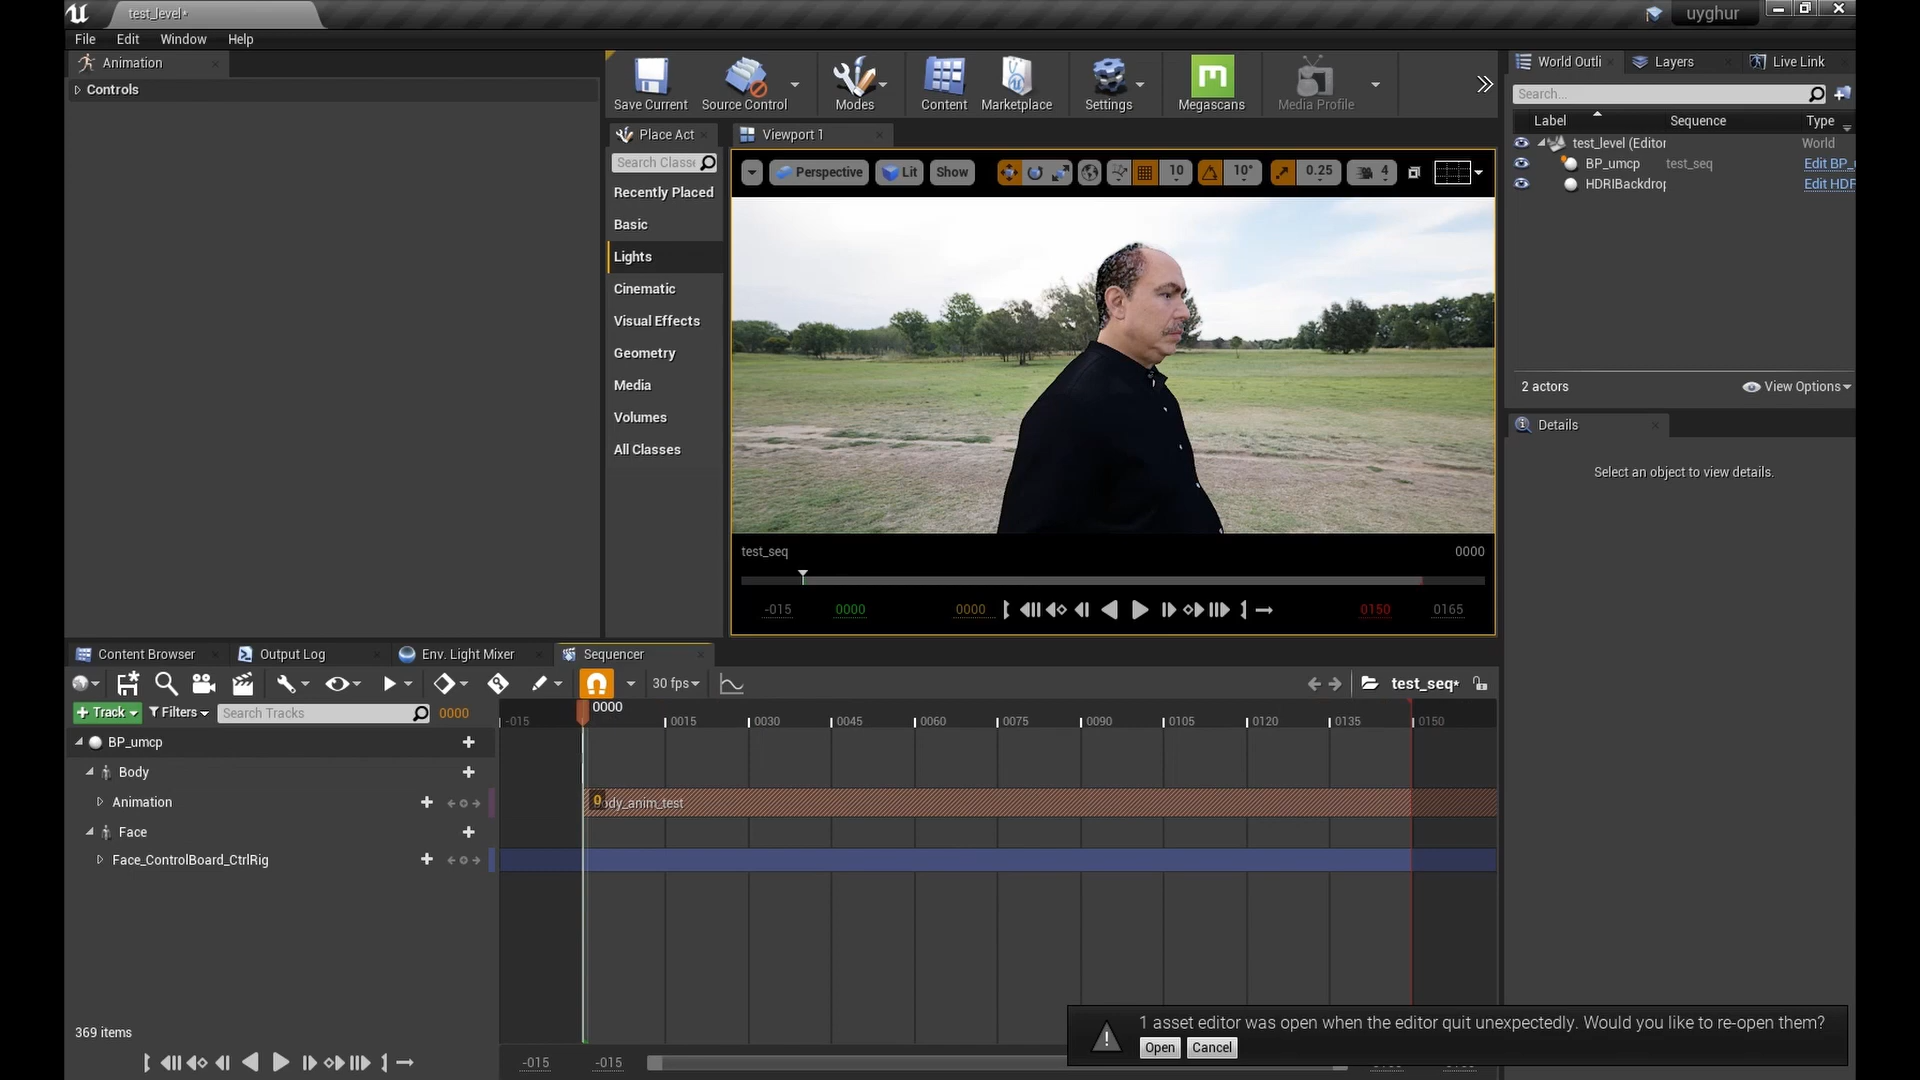 test_level*
uyghur
File Edit Window Help
Animation
Controls
Save Current
Source Control
Modes
Content
Marketplace
Settings
Megascans
Media Profile
Place Act
Search Classe
Recently Placed
Basic
Lights
Cinematic
Visual Effects
Geometry
Media
Volumes
All Classes
Viewport 1
Perspective Lit Show 10 10° 0.25 4
test_seq 0000
-015 0000 0000 0150 0165
World Outli Layers Live Link
Search...
Label Sequence Type
test_level (Editor World
BP_umcp test_seq Edit BP_
HDRIBackdrop Edit HDF
2 actors View Options
Details
Select an object to view details.
Content Browser Output Log Env. Light Mixer Sequencer
30 fps test_seq*
+ Track Filters Search Tracks 0000
-015 0000 0015 0030 0045 0060 0075 0090 0105 0120 0135 0150
BP_umcp
Body
Animation
0 ody_anim_test
Face
Face_ControlBoard_CtrlRig
369 items
-015 -015
1 asset editor was open when the editor quit unexpectedly. Would you like to re-open them?
Open Cancel